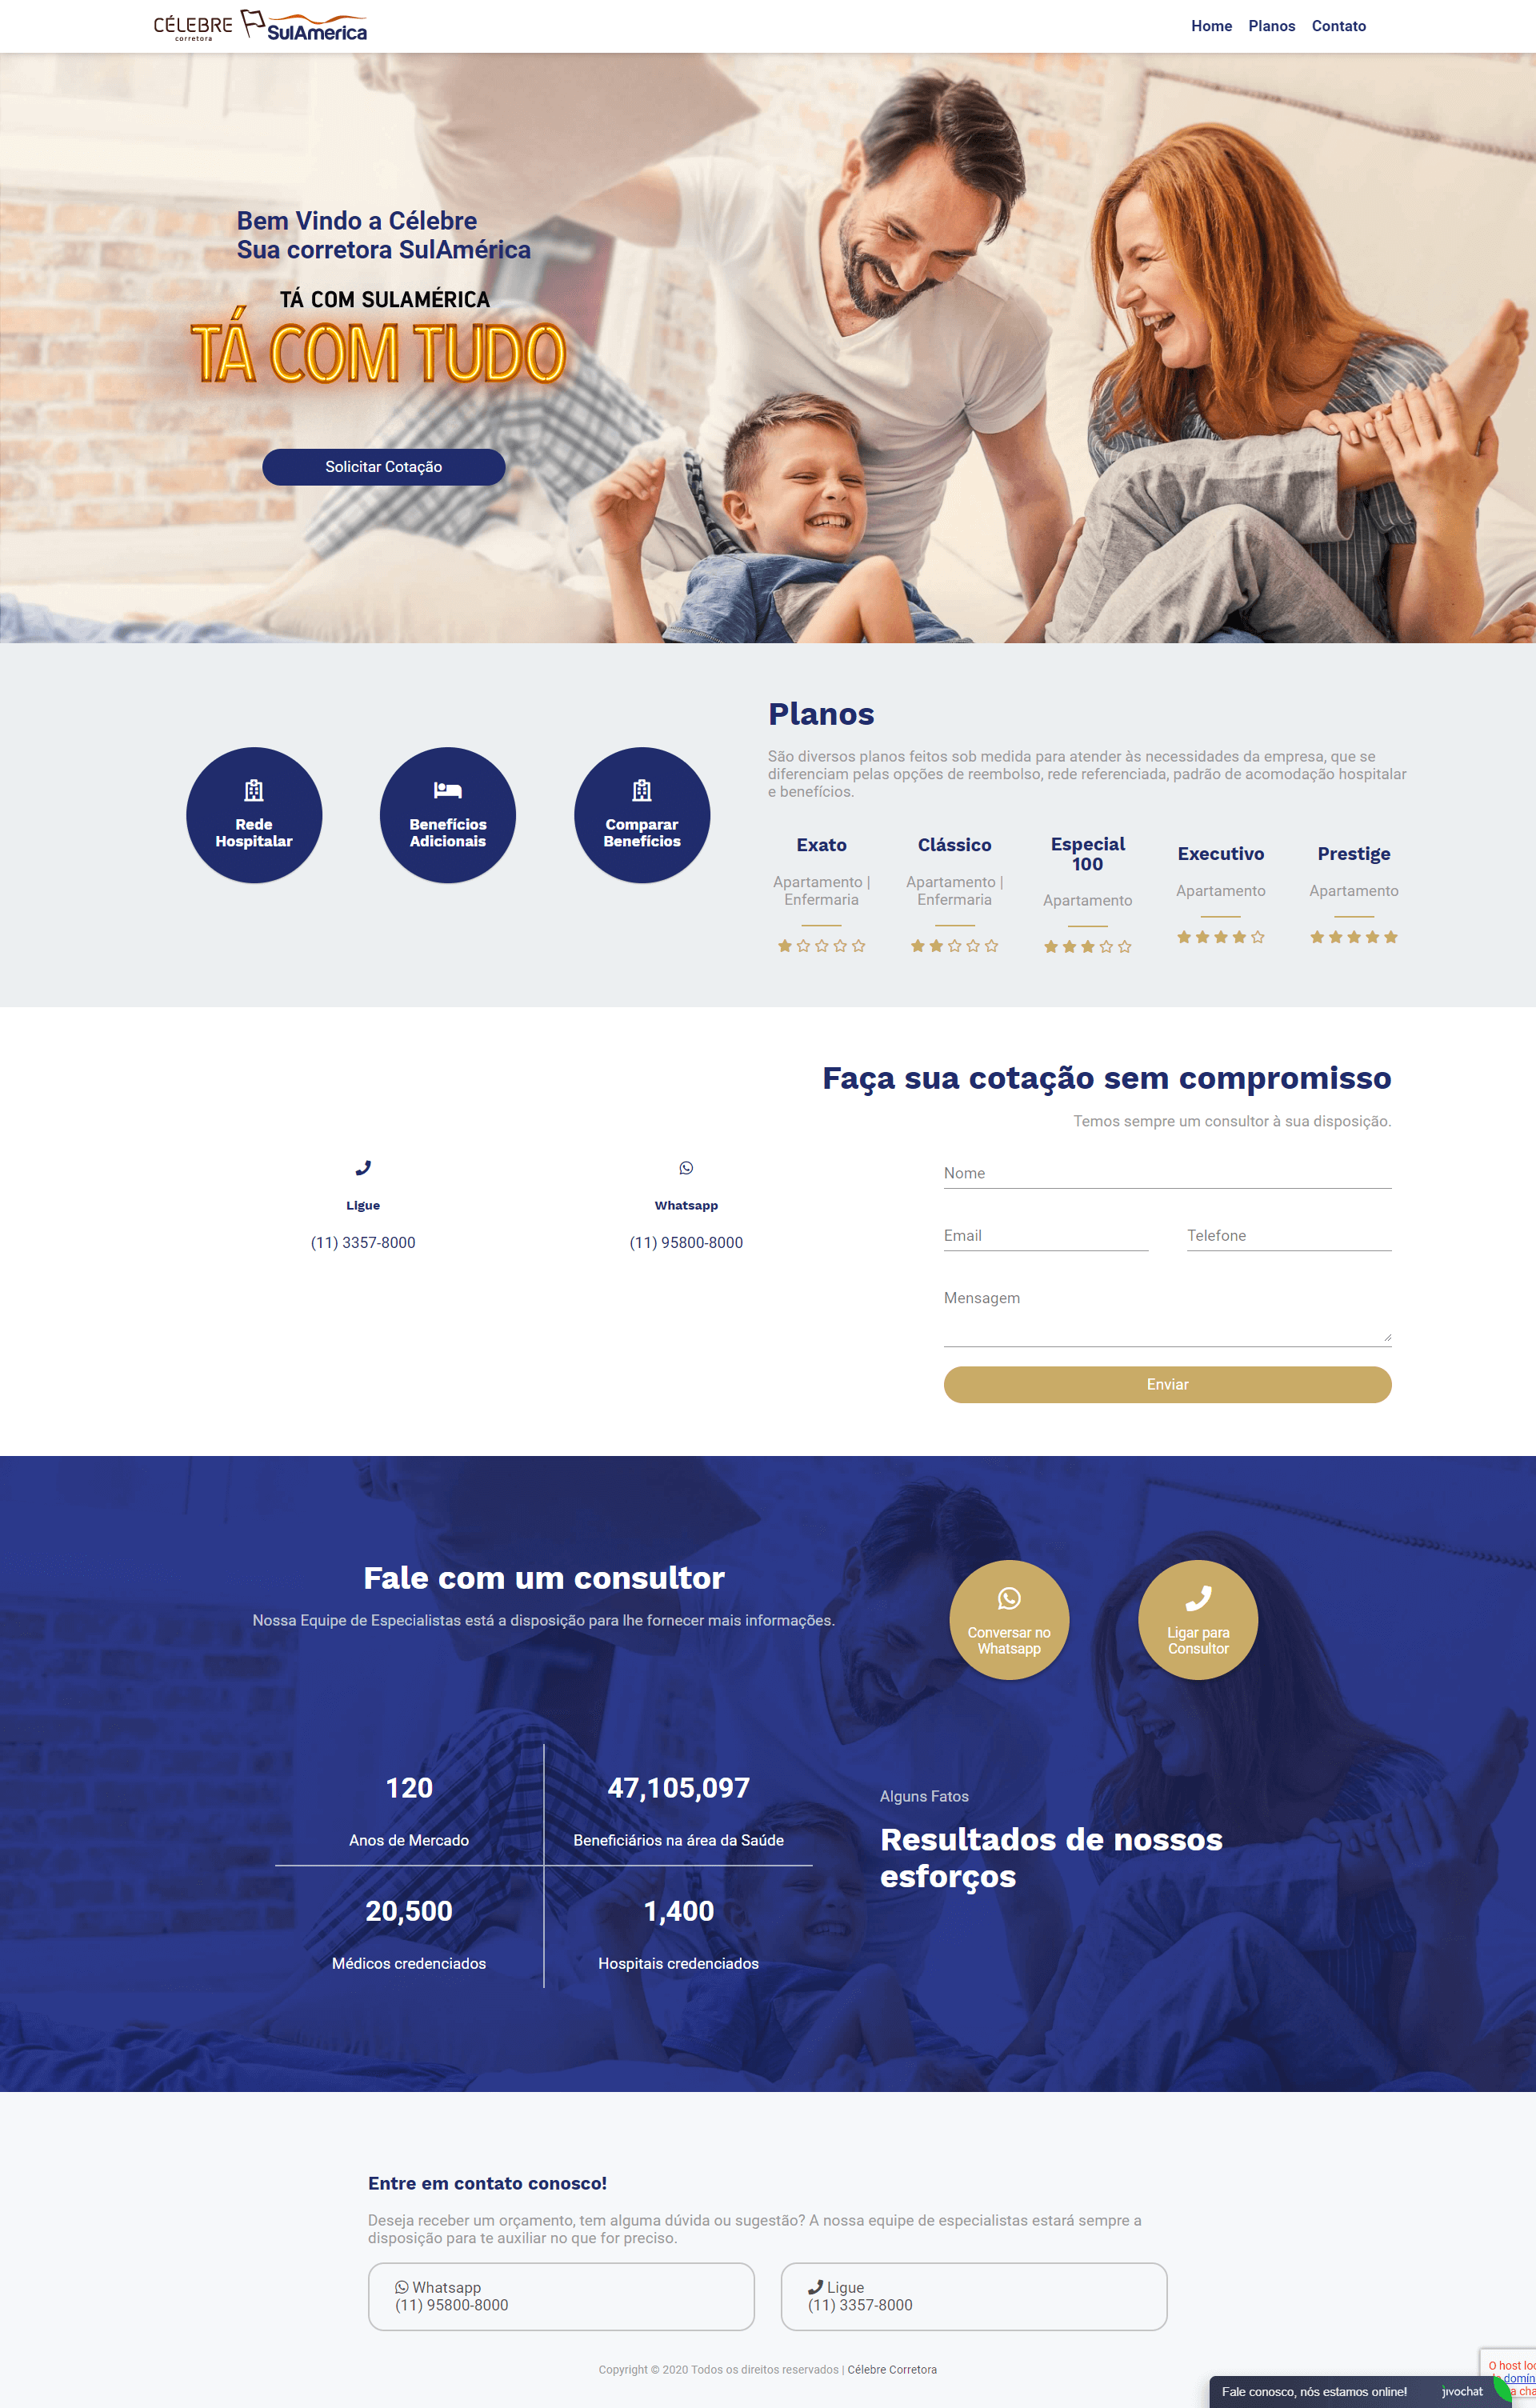 CÉLEBRE
corretora
SulAmerica
Home Planos Contato
Bem Vindo a Célebre
Sua corretora SulAmérica
TÁ COM SULAMÉRICA
TÁ COM TUDO
Solicitar Cotação
Rede
Hospitalar
Benefícios
Adicionais
Comparar
Benefícios
Planos
São diversos planos feitos sob medida para atender às necessidades da empresa, que se
diferenciam pelas opções de reembolso, rede referenciada, padrão de acomodação hospitalar
e benefícios.
Exato
Apartamento |
Enfermaria
Clássico
Apartamento |
Enfermaria
Especial
100
Apartamento
Executivo
Apartamento
Prestige
Apartamento
Faça sua cotação sem compromisso
Temos sempre um consultor à sua disposição.
Ligue
(11) 3357-8000
Whatsapp
(11) 95800-8000
Nome
Email Telefone
Mensagem
Enviar
Fale com um consultor
Nossa Equipe de Especialistas está a disposição para lhe fornecer mais informações.
Conversar no
Whatsapp
Ligar para
Consultor
120
Anos de Mercado
47,105,097
Beneficiários na área da Saúde
20,500
Médicos credenciados
1,400
Hospitais credenciados
Alguns Fatos
Resultados de nossos
esforços
Entre em contato conosco!
Deseja receber um orçamento, tem alguma dúvida ou sugestão? A nossa equipe de especialistas estará sempre a
disposição para te auxiliar no que for preciso.
Whatsapp
(11) 95800-8000
Ligue
(11) 3357-8000
Copyright © 2020 Todos os direitos reservados | Célebre Corretora
O host
Fale conosco, nós estamos online! jivochat